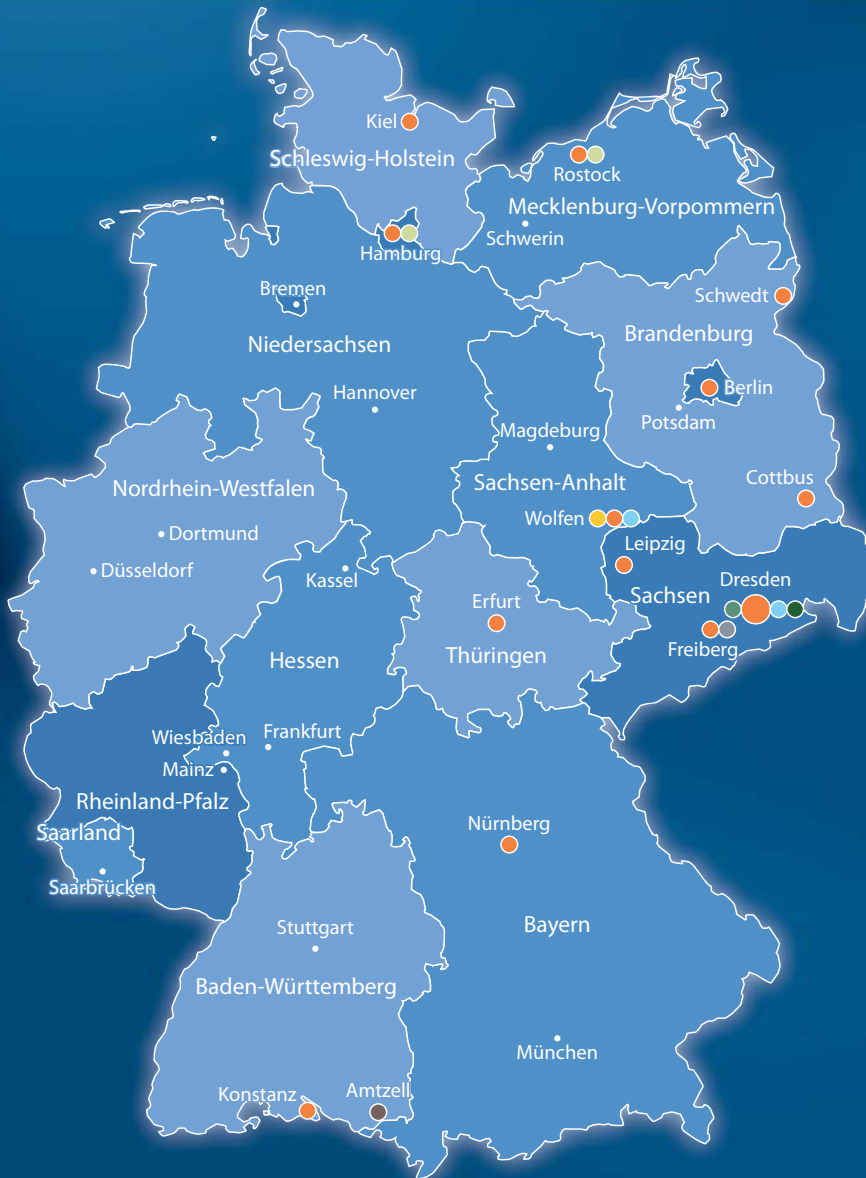 Kiel
Schleswig-Holstein
Rostock
Mecklenburg-Vorpommern
Schwerin
Hamburg
Bremen
Schwedt
Brandenburg
Niedersachsen
Berlin
Hannover
Potsdam
Magdeburg
Cottbus
Sachsen-Anhalt
Nordrhein-Westfalen
Wolfen
Dortmund
Leipzig
Düsseldorf
Kassel
Dresden
Sachsen
Erfurt
Freiberg
Thüringen
Hessen
Frankfurt
Wiesbaden
Mainz
Rheinland-Pfalz
Nürnberg
Saarland
Saarbrücken
Bayern
Stuttgart
Baden-Württemberg
München
Amtzell
Konstanz